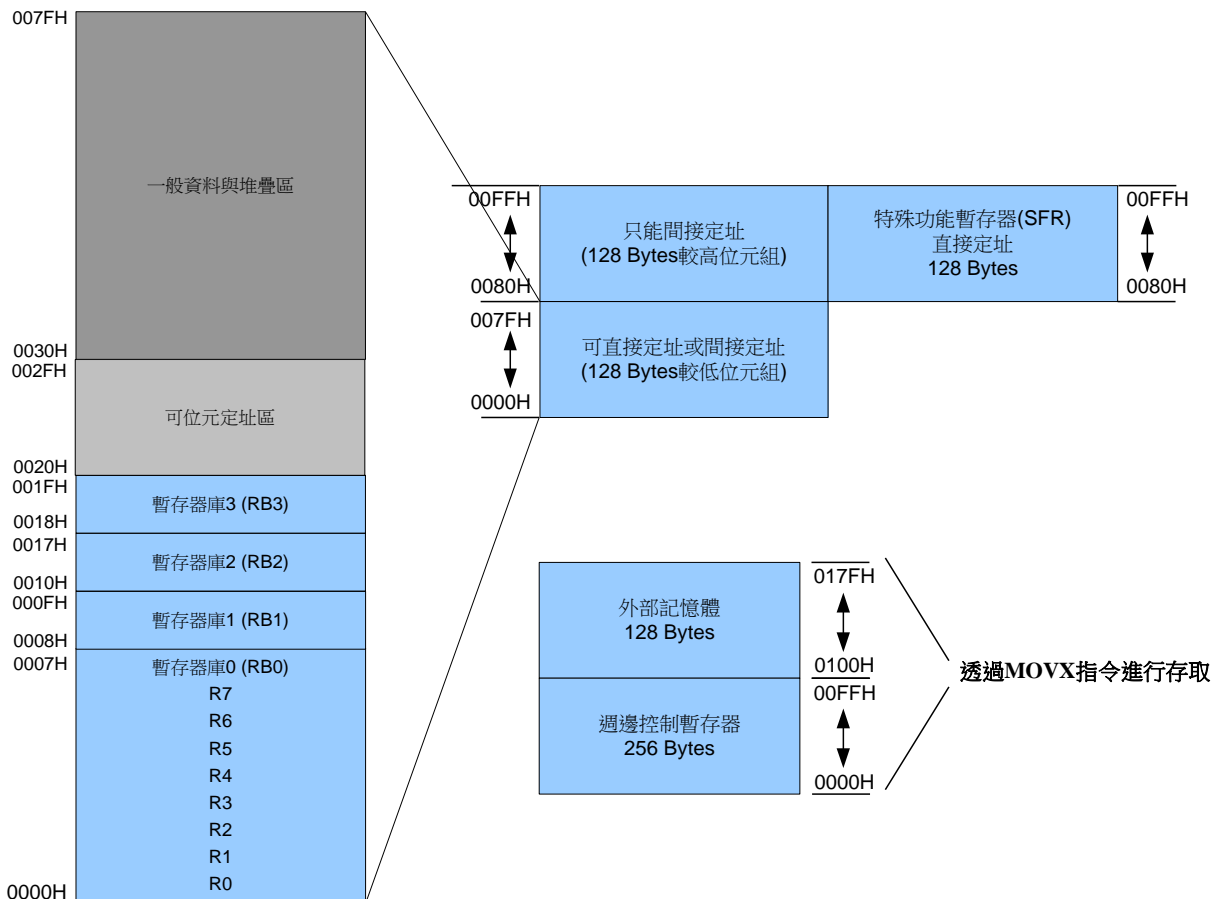 007FH
一般資料與堆疊區
0030H
002FH
可位元定址區
0020H
001FH
暫存器庫3 (RB3)
0018H
0017H
暫存器庫2 (RB2)
0010H
000FH
暫存器庫1 (RB1)
0008H
0007H
暫存器庫0 (RB0)
R7
R6
R5
R4
R3
R2
R1
R0
0000H
00FFH
只能間接定址
(128 Bytes較高位元組)
0080H
特殊功能暫存器(SFR)
直接定址
128 Bytes
00FFH
0080H
007FH
可直接定址或間接定址
(128 Bytes較低位元組)
0000H
外部記憶體
128 Bytes
017FH
0100H
週邊控制暫存器
256 Bytes
00FFH
0000H
透過MOVX指令進行存取